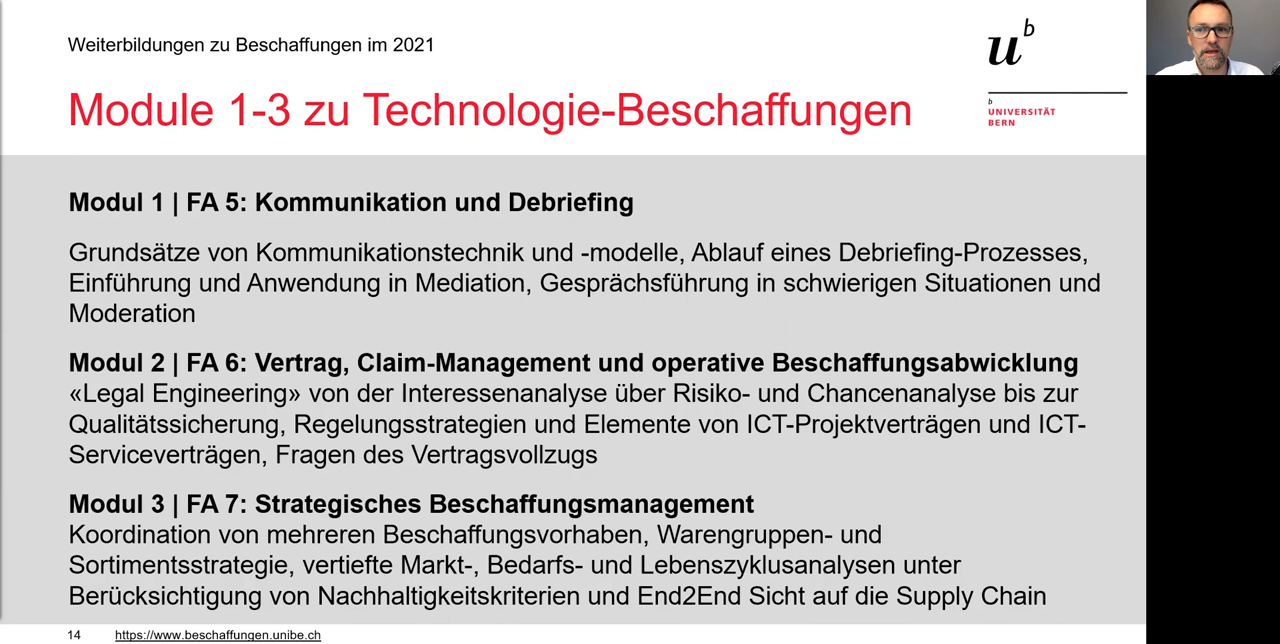 Weiterbildungen zu Beschaffungen im 2021
u
b
Module 1-3 zu Technologie-Beschaffungen
b
UNIVERSITÄT
BERN
Modul 1 | FA 5: Kommunikation und Debriefing
Grundsätze von Kommunikationstechnik und -modelle, Ablauf eines Debriefing-Prozesses,
Einführung und Anwendung in Mediation, Gesprächsführung in schwierigen Situationen und
Moderation
Modul 2 | FA 6: Vertrag, Claim-Management und operative Beschaffungsabwicklung
«Legal Engineering» von der Interessenanalyse über Risiko- und Chancenanalyse bis zur
Qualitätssicherung, Regelungsstrategien und Elemente von ICT-Projektverträgen und ICT-
Serviceverträgen, Fragen des Vertragsvollzugs
Modul 3 | FA 7: Strategisches Beschaffungsmanagement
Koordination von mehreren Beschaffungsvorhaben, Warengruppen- und
Sortimentsstrategie, vertiefte Markt-, Bedarfs- und Lebenszyklusanalysen unter
Berücksichtigung von Nachhaltigkeitskriterien und End2End Sicht auf die Supply Chain
14 https://www.beschaffungen.unibe.ch